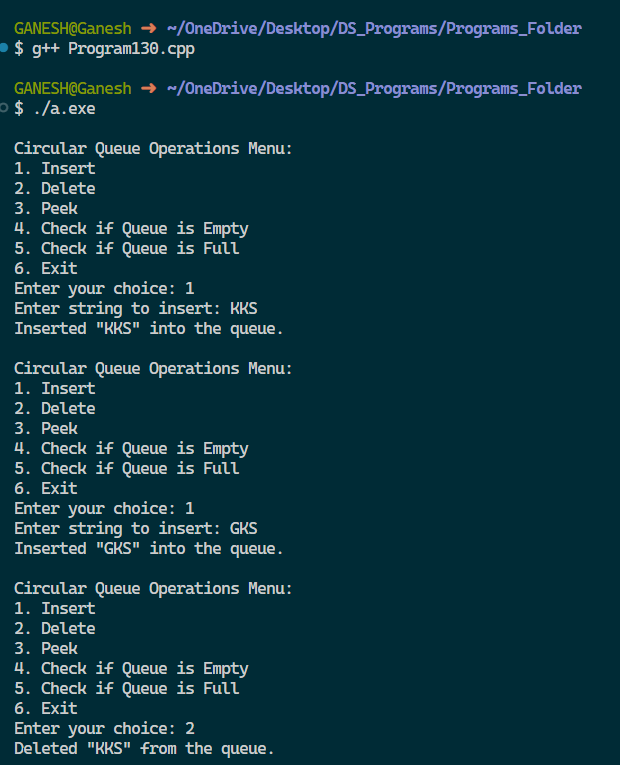 GANESH@Ganesh ➜ ~/OneDrive/Desktop/DS_Programs/Programs_Folder
$ g++ Program130.cpp
GANESH@Ganesh ➜ ~/OneDrive/Desktop/DS_Programs/Programs_Folder
$ ./a.exe
Circular Queue Operations Menu:
1. Insert
2. Delete
3. Peek
4. Check if Queue is Empty
5. Check if Queue is Full
6. Exit
Enter your choice: 1
Enter string to insert: KKS
Inserted "KKS" into the queue.
Circular Queue Operations Menu:
1. Insert
2. Delete
3. Peek
4. Check if Queue is Empty
5. Check if Queue is Full
6. Exit
Enter your choice: 1
Enter string to insert: GKS
Inserted "GKS" into the queue.
Circular Queue Operations Menu:
1. Insert
2. Delete
3. Peek
4. Check if Queue is Empty
5. Check if Queue is Full
6. Exit
Enter your choice: 2
Deleted "KKS" from the queue.